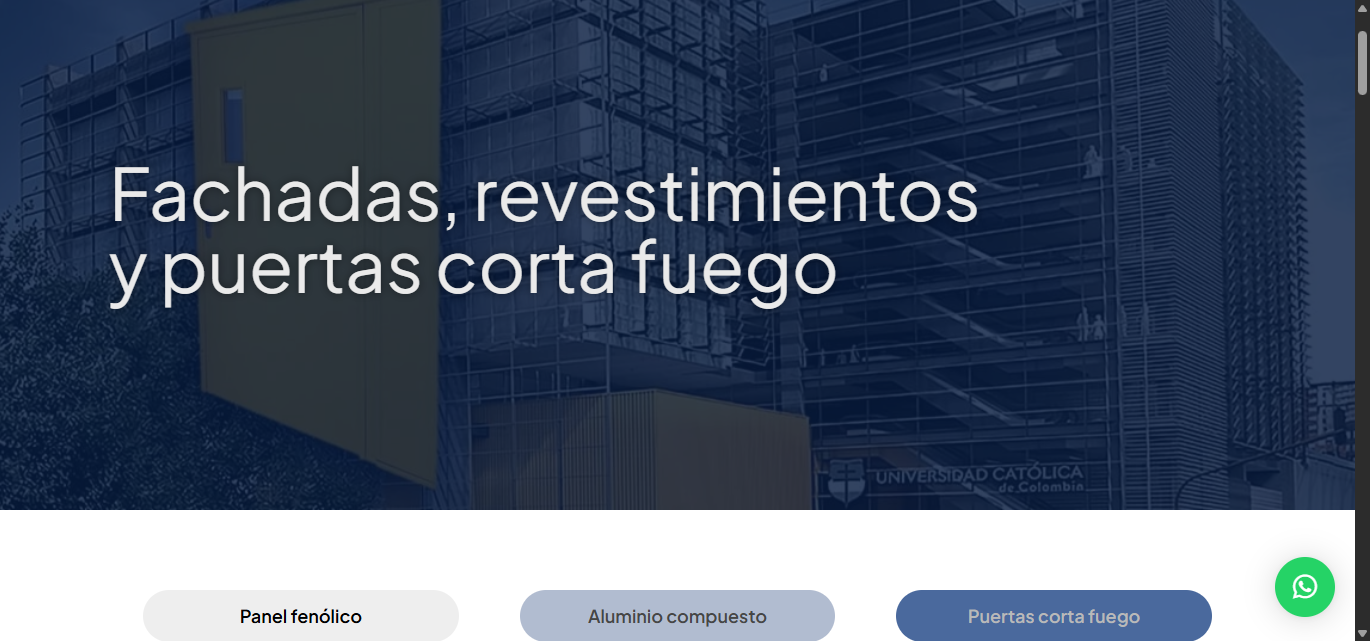 Fachadas, revestimientos
y puertas corta fuego
UNIVERSIDAD CATÓLICA
de Colombia
Panel fenólico
Aluminio compuesto
Puertas corta fuego